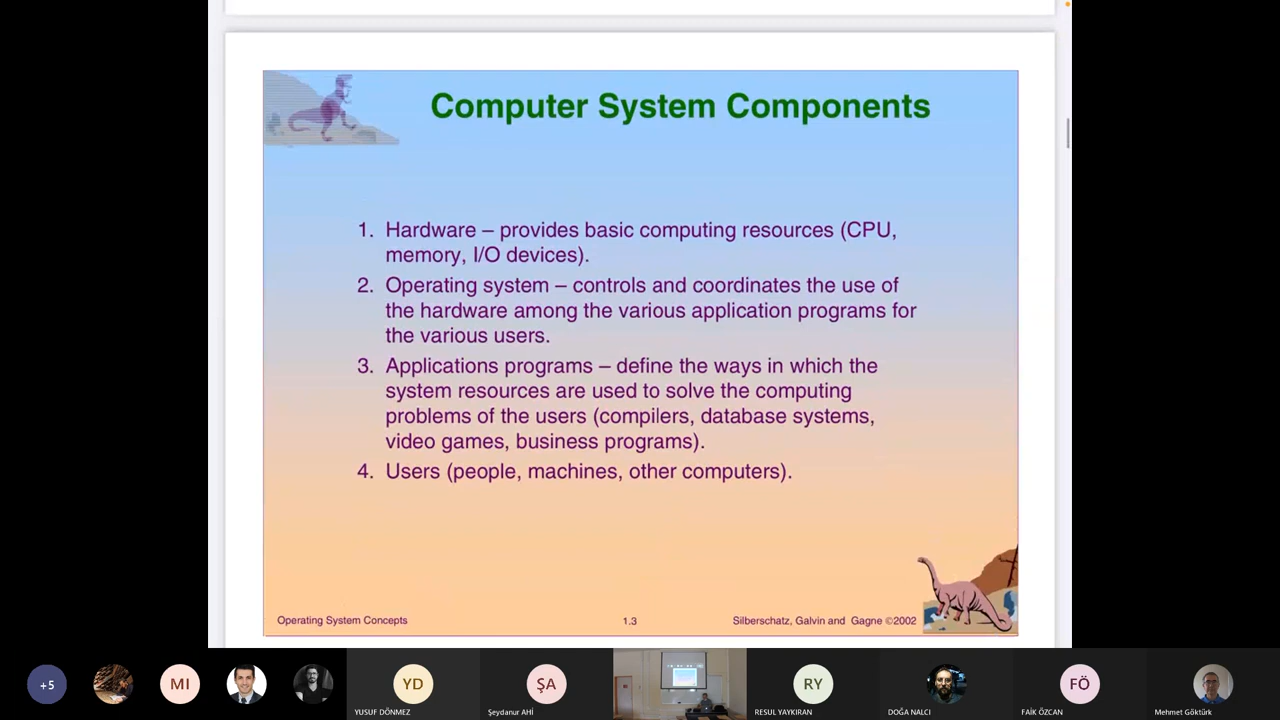 Computer System Components
1. Hardware – provides basic computing resources (CPU,
memory, I/O devices).
2. Operating system – controls and coordinates the use of
the hardware among the various application programs for
the various users.
3. Applications programs – define the ways in which the
system resources are used to solve the computing
problems of the users (compilers, database systems,
video games, business programs).
4. Users (people, machines, other computers).
Operating System Concepts
1.3
Silberschatz, Galvin and Gagne ©2002
+5
MI
YD
ŞA
RY
FÖ
YUSUF DÖNMEZ
Şeydanur AHİ
RESUL YAYKIRAN
DOĞA NALCI
FAİK ÖZCAN
Mehmet Göktürk